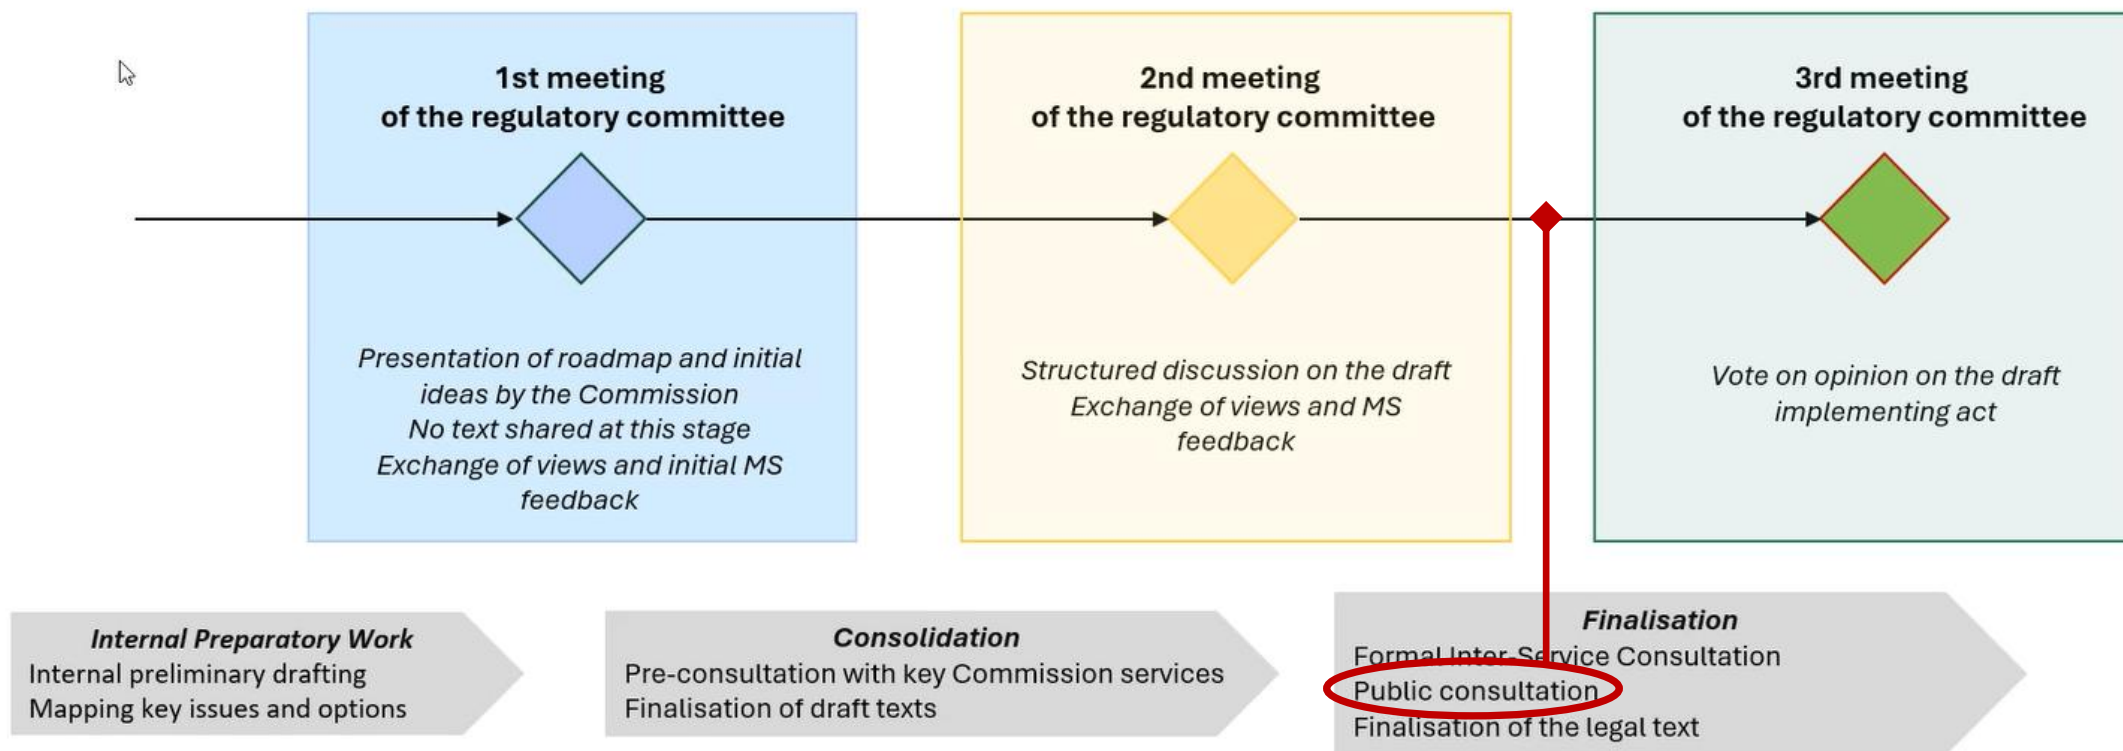 1st meeting
of the regulatory committee
Presentation of roadmap and initial
ideas by the Commission
No text shared at this stage
Exchange of views and initial MS
feedback
2nd meeting
of the regulatory committee
Structured discussion on the draft
Exchange of views and MS
feedback
3rd meeting
of the regulatory committee
Vote on opinion on the draft
implementing act
Internal Preparatory Work
Internal preliminary drafting
Mapping key issues and options
Consolidation
Pre-consultation with key Commission services
Finalisation of draft texts
Finalisation
Formal Inter-Service Consultation
Public consultation
Finalisation of the legal text